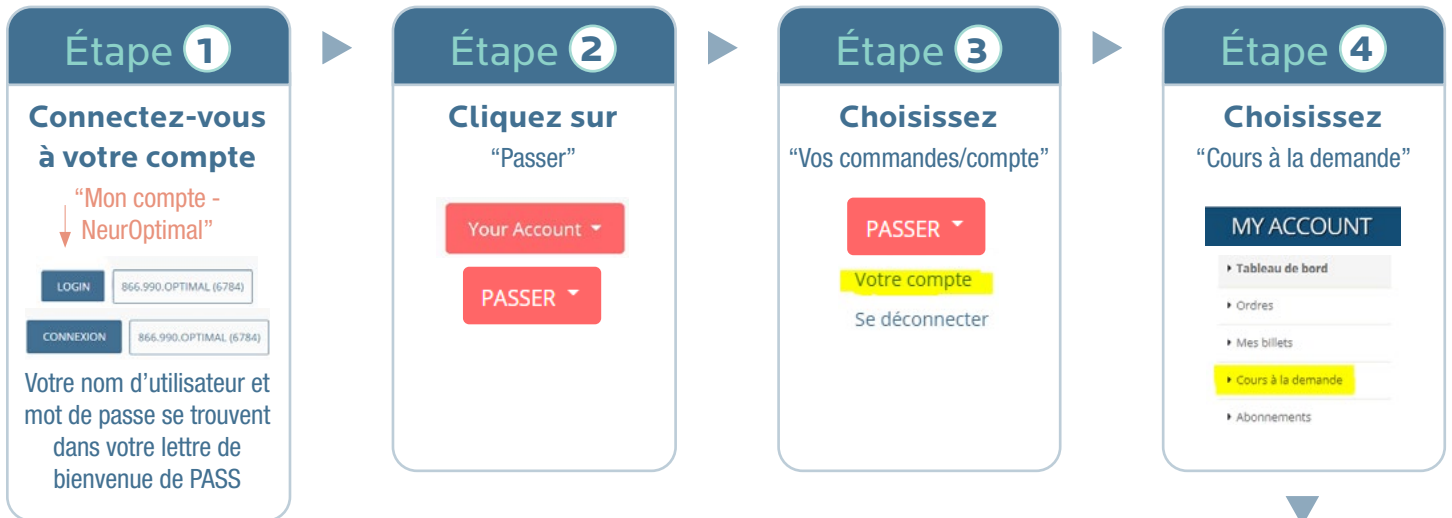 Étape 1
Connectez-vous
à votre compte
“Mon compte -
NeurOptimal”
LOGIN 866.990.OPTIMAL (6784)
CONNEXION 866.990.OPTIMAL (6784)
Votre nom d’utilisateur et
mot de passe se trouvent
dans votre lettre de
bienvenue de PASS
Étape 2
Cliquez sur
“Passer”
Your Account
PASSER
Étape 3
Choisissez
“Vos commandes/compte”
PASSER
Votre compte
Se déconnecter
Étape 4
Choisissez
“Cours à la demande”
MY ACCOUNT
Tableau de bord
Ordres
Mes billets
Cours à la demande
Abonnements